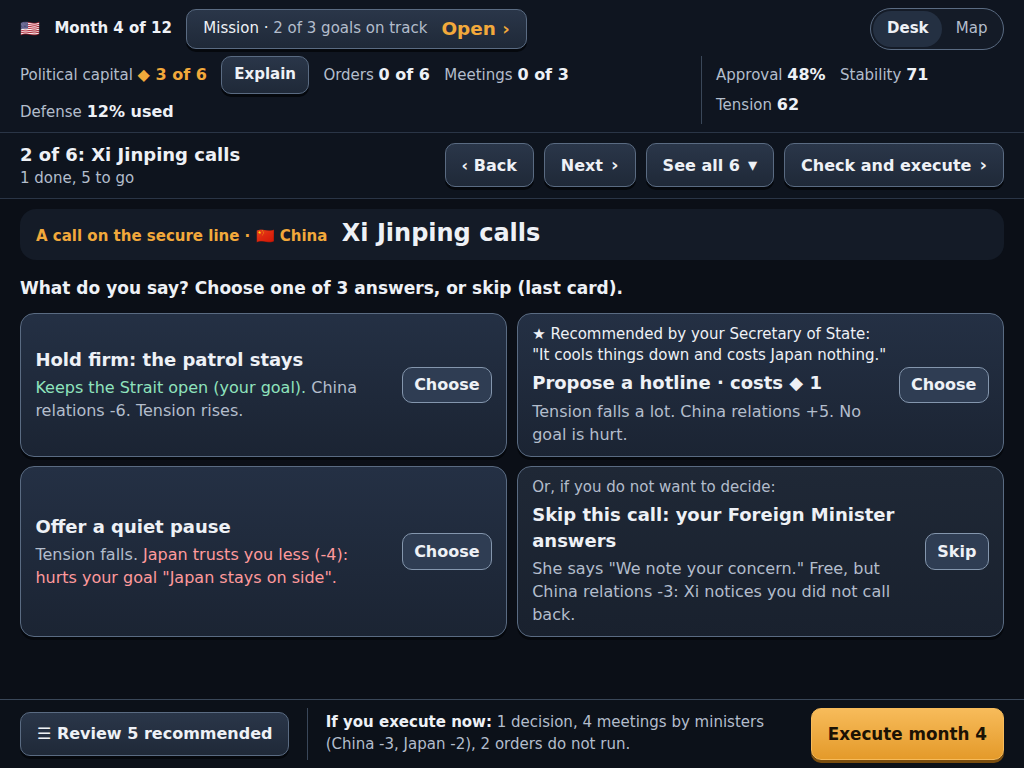 🇺🇸 Month 4 of 12 Mission · 2 of 3 goals on track Open › Desk Map
Political capital ◆ 3 of 6 Explain Orders 0 of 6 Meetings 0 of 3
Defense 12% used
Approval 48% Stability 71
Tension 62
2 of 6: Xi Jinping calls
1 done, 5 to go
‹ Back Next › See all 6 ▼ Check and execute ›
A call on the secure line · 🇨🇳 China Xi Jinping calls
What do you say? Choose one of 3 answers, or skip (last card).
Hold firm: the patrol stays
Keeps the Strait open (your goal). China
relations -6. Tension rises.
Choose
★ Recommended by your Secretary of State:
"It cools things down and costs Japan nothing."
Propose a hotline · costs ◆ 1
Tension falls a lot. China relations +5. No
goal is hurt.
Choose
Offer a quiet pause
Tension falls. Japan trusts you less (-4):
hurts your goal "Japan stays on side".
Choose
Or, if you do not want to decide:
Skip this call: your Foreign Minister
answers
She says "We note your concern." Free, but
China relations -3: Xi notices you did not call
back.
Skip
☰ Review 5 recommended
If you execute now: 1 decision, 4 meetings by ministers
(China -3, Japan -2), 2 orders do not run.
Execute month 4